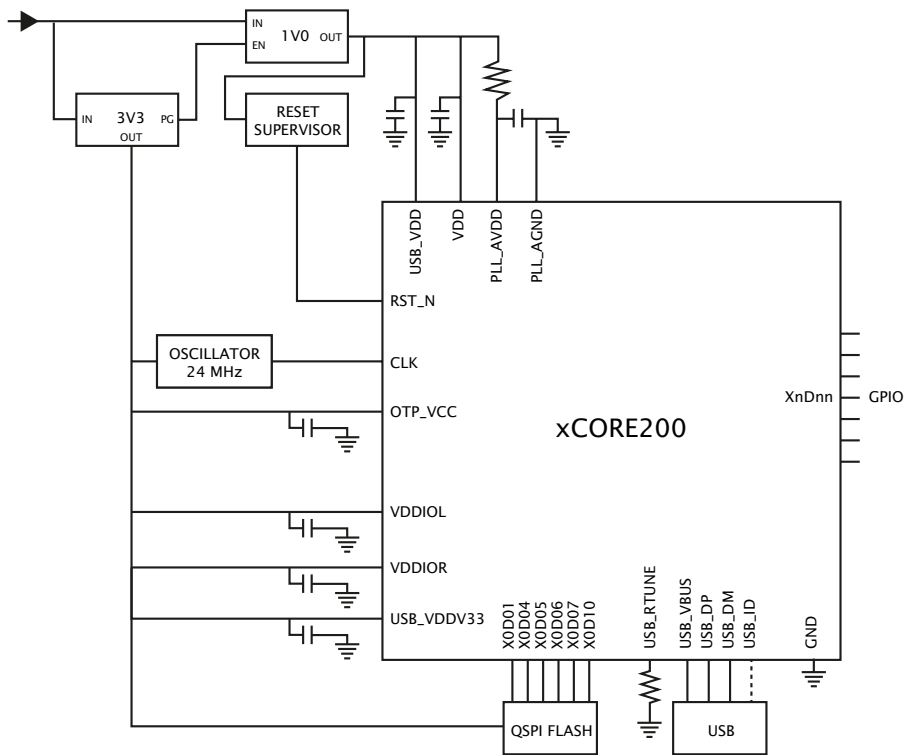 IN
1V0
OUT
EN
IN
3V3
PG
OUT
RESET
SUPERVISOR
USB_VDD
VDD
PLL_AVDD
PLL_AGND
RST_N
OSCILLATOR
24 MHz
CLK
OTP_VCC
XnDnn
GPIO
xCORE200
VDDIOL
VDDIOR
USB_VDDV33
X0D01
X0D04
X0D05
X0D06
X0D07
X0D10
USB_RTUNE
USB_VBUS
USB_DP
USB_DM
USB_ID
GND
QSPI FLASH
USB